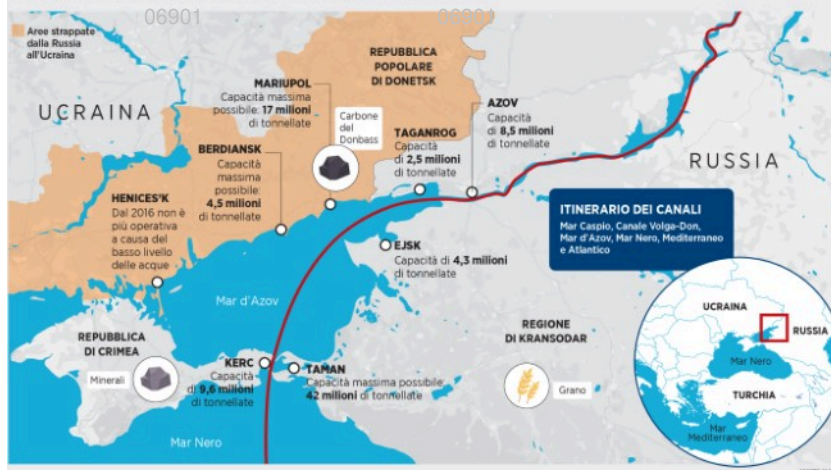 06901
06901
Aree strappate
dalla Russia
all'Ucraina
UCRAINA
REPUBBLICA
POPOLARE
DI DONETSK
MARIUPOL
Capacità massima
possibile: 17 milioni
di tonnellate
Carbone
del
Donbass
AZOV
Capacità
di 8,5 milioni
di tonnellate
TAGANROG
Capacità
di 2,5 milioni
di tonnellate
BERDIANSK
Capacità
massima
possibile:
4,5 milioni
di tonnellate
RUSSIA
HENICES'K
Dal 2016 non è
più operativa
a causa del
basso livello
delle acque
ITINERARIO DEI CANALI
Mar Caspio, Canale Volga-Don,
Mar d'Azov, Mar Nero, Mediterraneo
e Atlantico
EJSK
Capacità di 4,3 milioni
di tonnellate
Mar d'Azov
REPUBBLICA
DI CRIMEA
Minerali
KERC
Capacità
di 9,6 milioni
di tonnellate
TAMAN
Capacità massima possibile:
42 milioni di tonnellate
REGIONE
DI KRANSODAR
Grano
Mar Nero
UCRAINA
RUSSIA
Mar Nero
TURCHIA
Mar
Mediterraneo